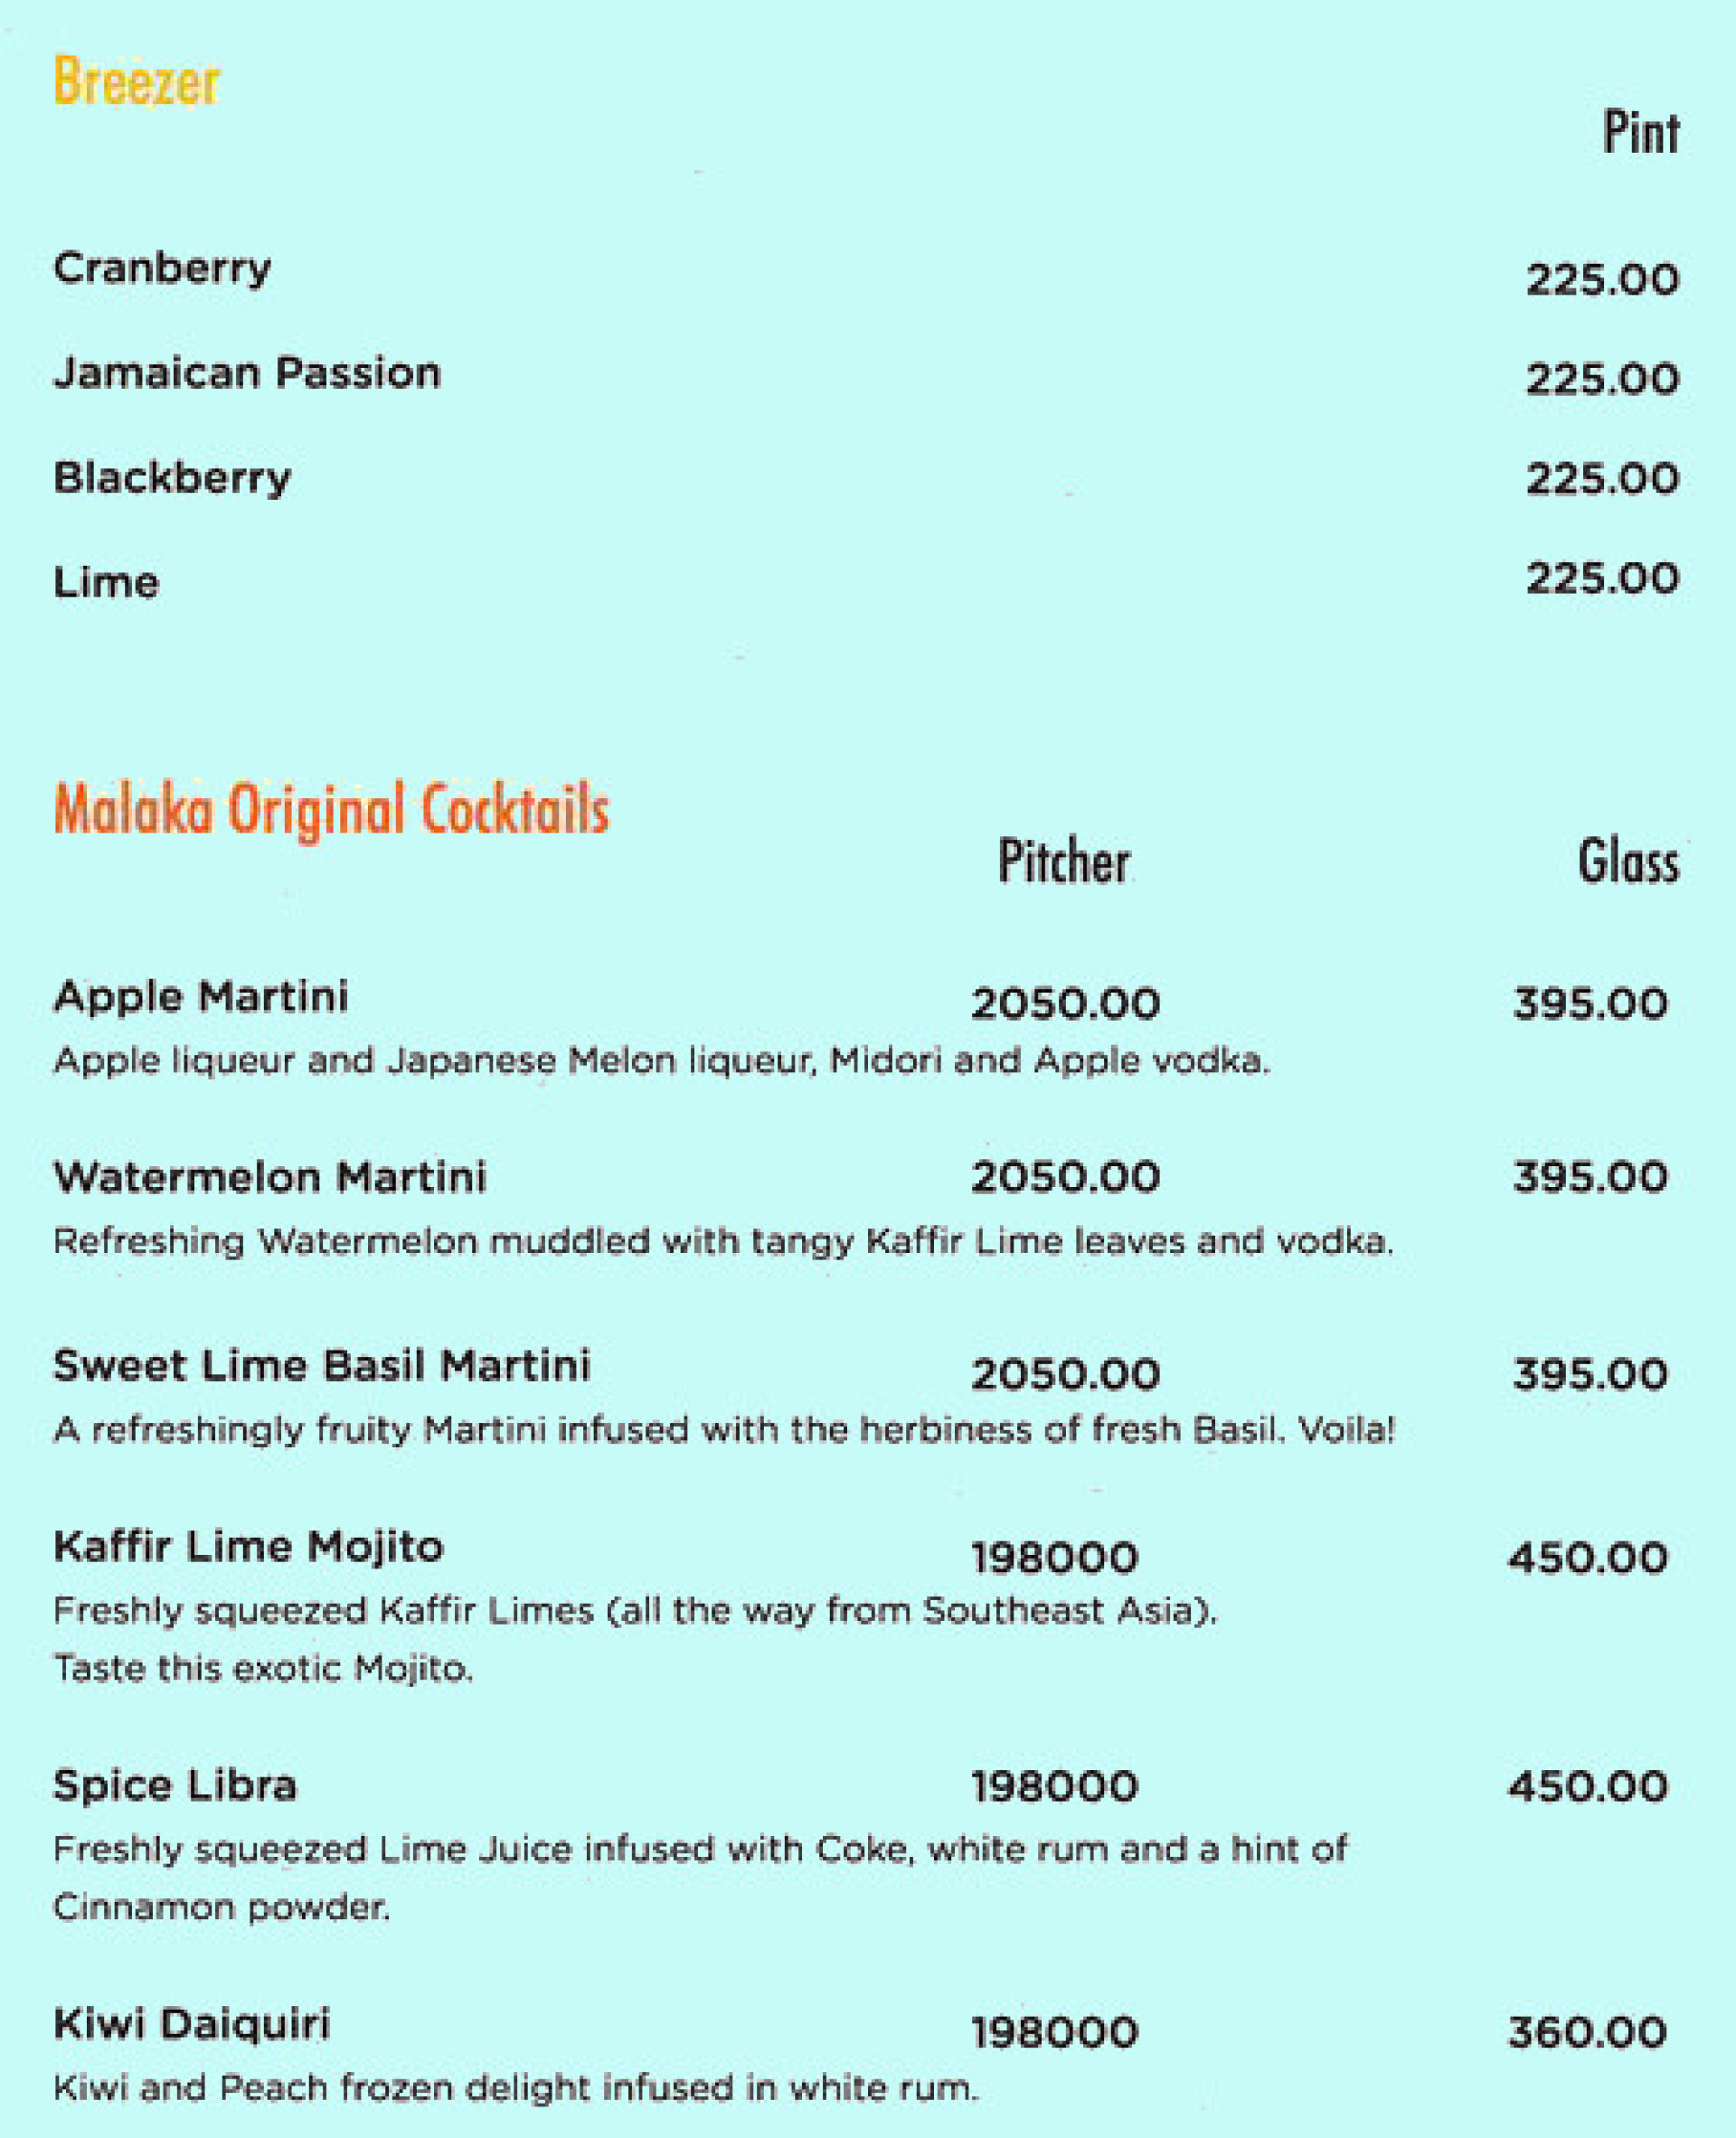 Breezer
Pint
Cranberry 225.00
Jamaican Passion 225.00
Blackberry 225.00
Lime 225.00
Malaka Original Cocktails
Pitcher Glass
Apple Martini 2050.00 395.00
Apple liqueur and Japanese Melon liqueur, Midori and Apple vodka.
Watermelon Martini 2050.00 395.00
Refreshing Watermelon muddled with tangy Kaffir Lime leaves and vodka.
Sweet Lime Basil Martini 2050.00 395.00
A refreshingly fruity Martini infused with the herbiness of fresh Basil. Voila!
Kaffir Lime Mojito 198000 450.00
Freshly squeezed Kaffir Limes (all the way from Southeast Asia).
Taste this exotic Mojito.
Spice Libra 198000 450.00
Freshly squeezed Lime Juice infused with Coke, white rum and a hint of
Cinnamon powder.
Kiwi Daiquiri 198000 360.00
Kiwi and Peach frozen delight infused in white rum.